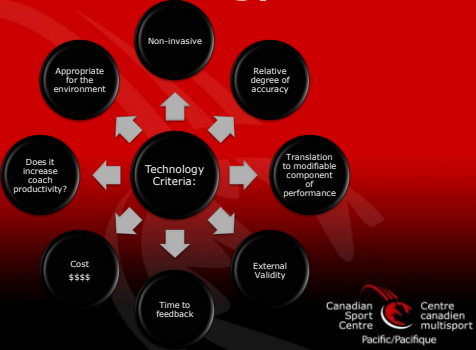 Non-invasive
Appropriate
for the
environment
Relative
degree of
accuracy
Does it
increase
coach
productivity?
Technology
Criteria:
Translation
to modifiable
component
of
performance
Cost
$$$$
External
Validity
Time to
feedback
Canadian
Sport
Centre
Centre
canadien
multisport
Pacific/Pacifique